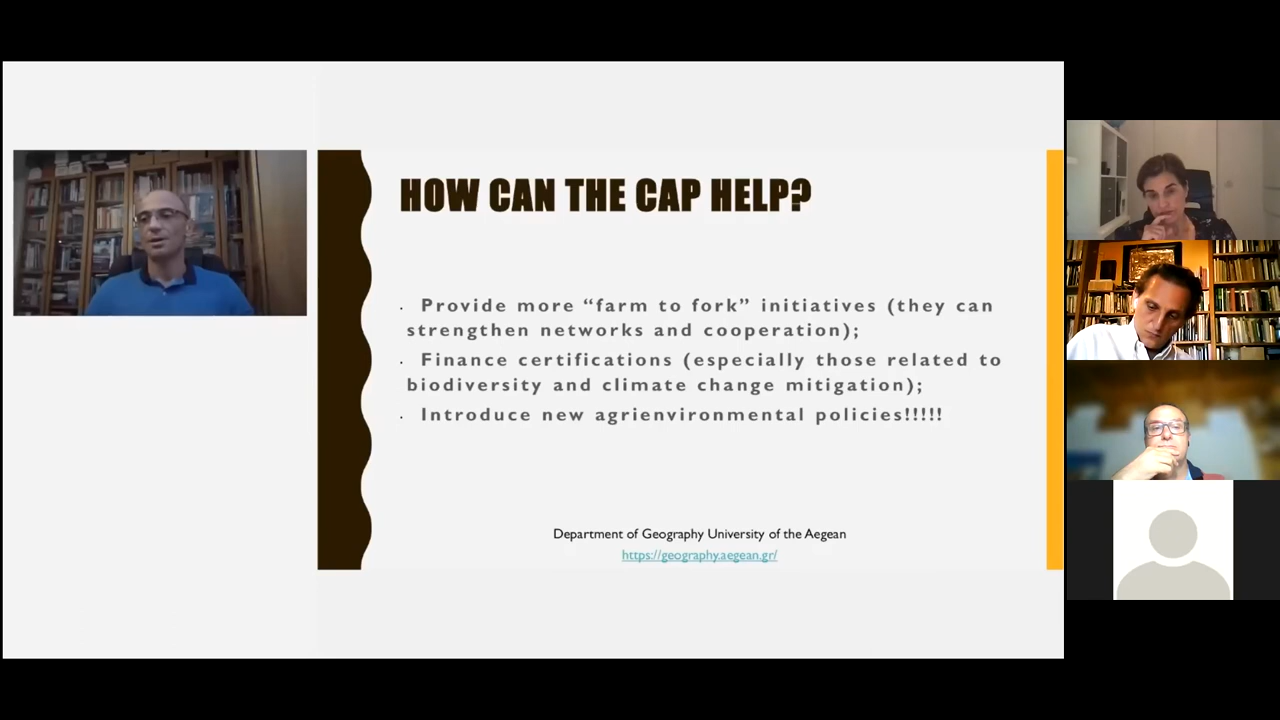 HOW CAN THE CAP HELP?
· Provide more “farm to fork” initiatives (they can
strengthen networks and cooperation);
· Finance certifications (especially those related to
biodiversity and climate change mitigation);
· Introduce new agrienvironmental policies!!!!!
Department of Geography University of the Aegean
https://geography.aegean.gr/